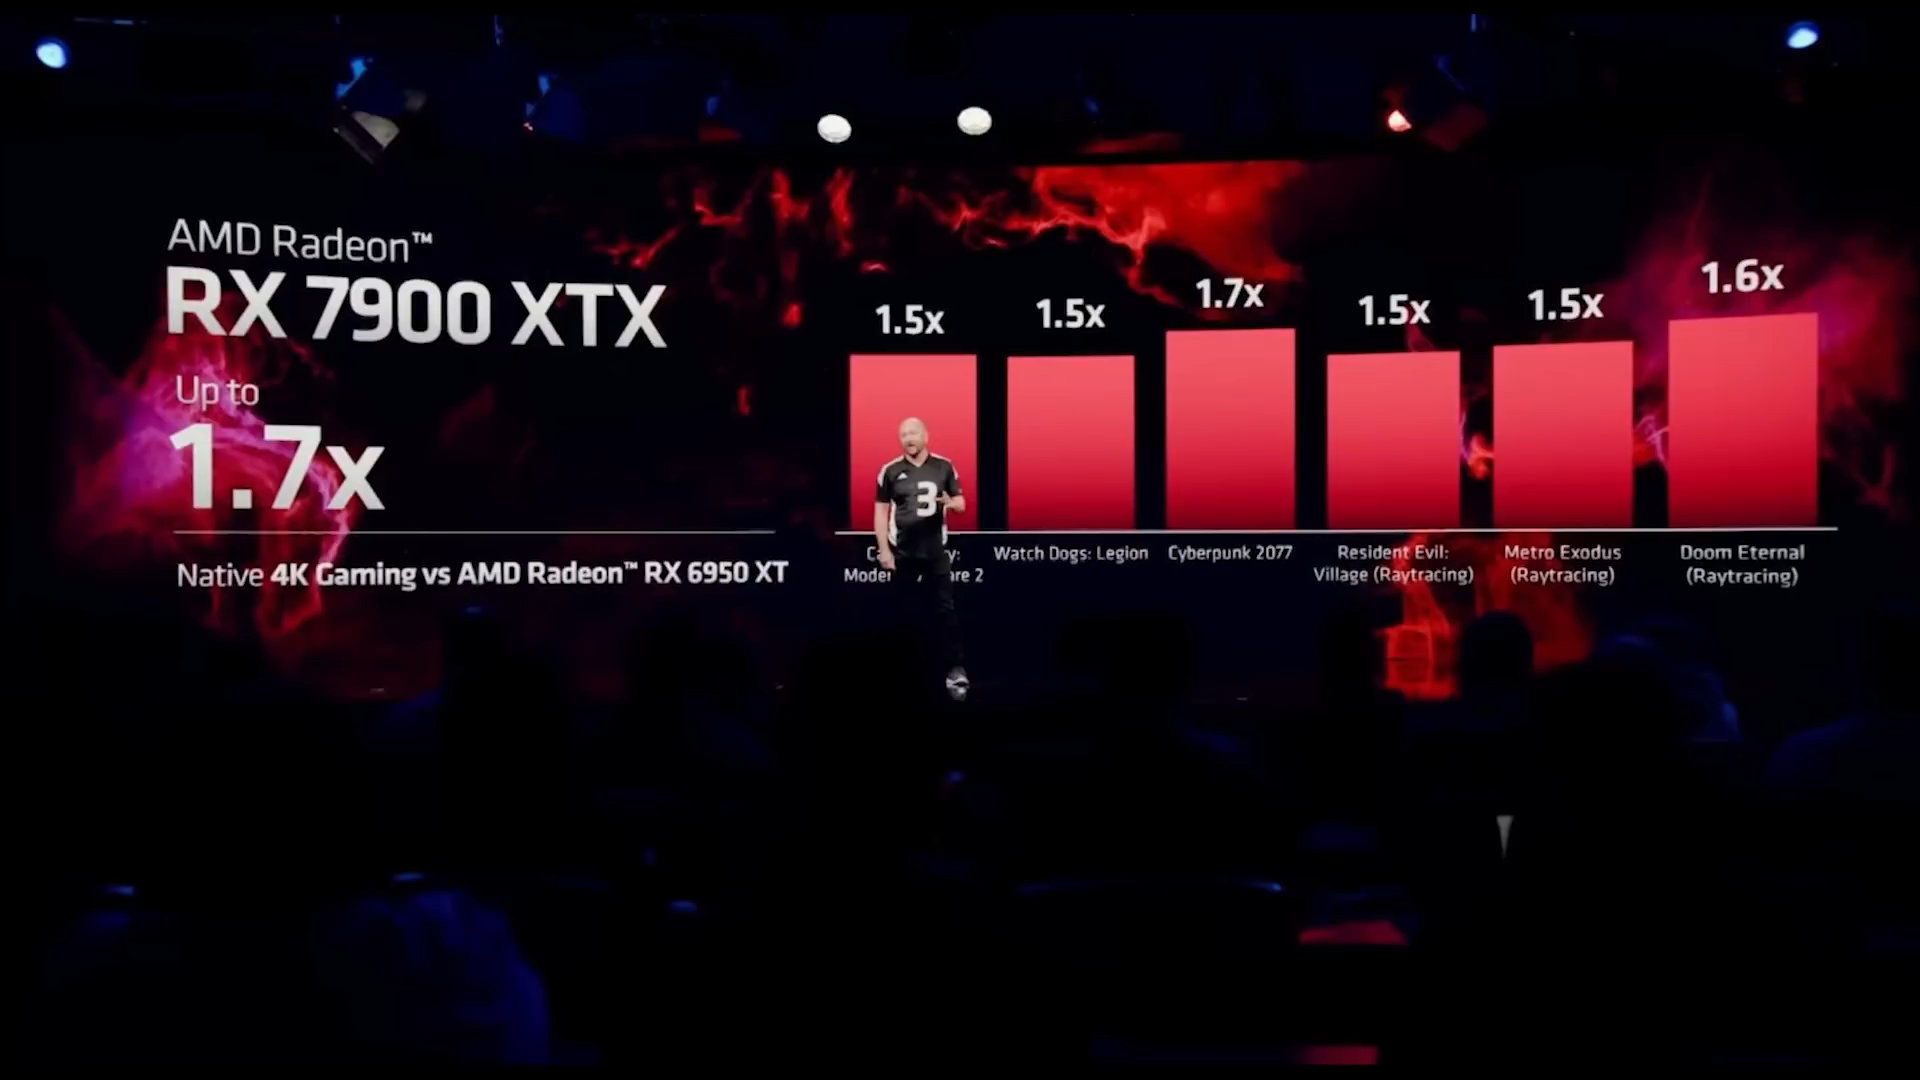 AMD Radeon™
RX 7900 XTX
Up to
1.7x
Native 4K Gaming vs AMD Radeon™ RX 6950 XT
1.5x
1.5x
1.7x
1.5x
1.5x
1.6x
2
Watch Dogs: Legion
Cyberpunk 2077
Resident Evil:
Village (Raytracing)
Metro Exodus
(Raytracing)
Doom Eternal
(Raytracing)
3